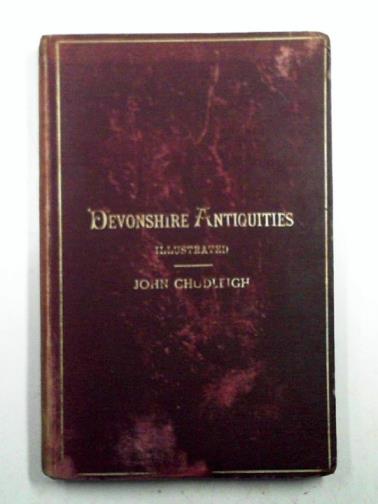 DEVONSHIRE ANTIQUITIES
ILLUSTRATED
JOHN CHUDLEIGH